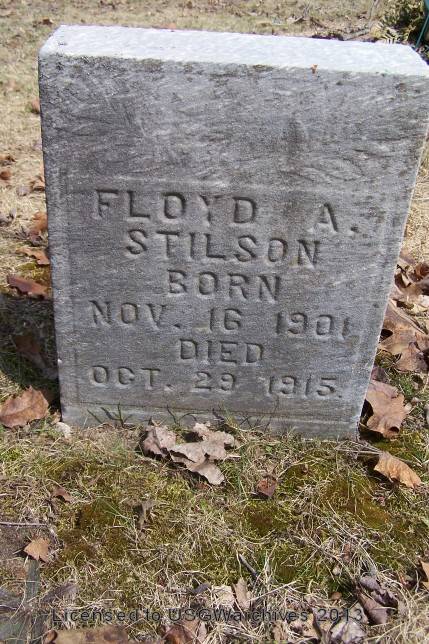 FLOYD A.
STILSON
BORN
NOV. 16 1901
DIED
OCT. 29 1915.
Licensed to USGWarchives 2013